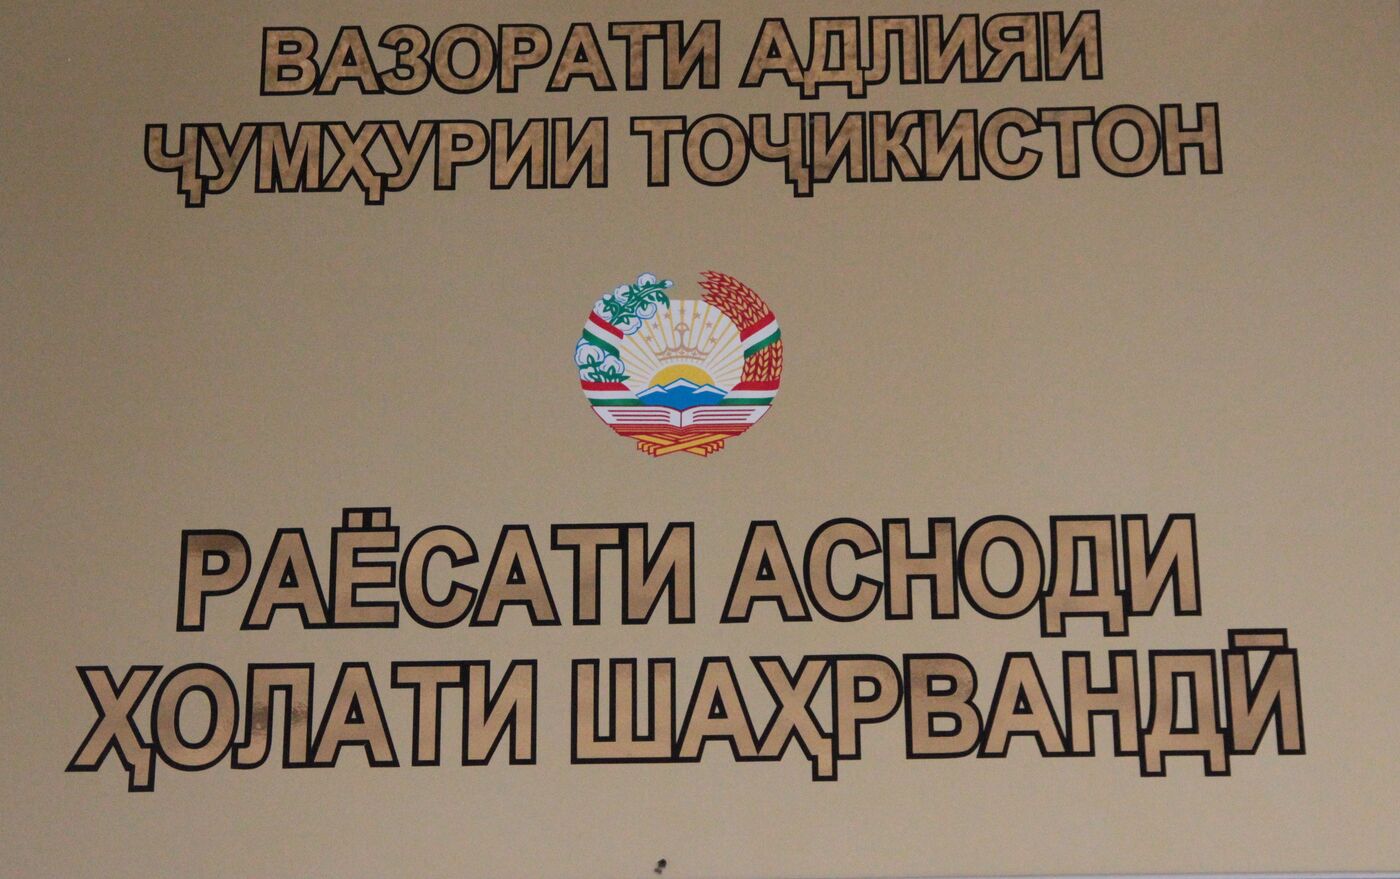 ВАЗОРАТИ АДЛИЯИ
ҶУМҲУРИИ ТОҶИКИСТОН
РАЁСАТИ АСНОДИ
ҲОЛАТИ ШАҲРВАНДӢ